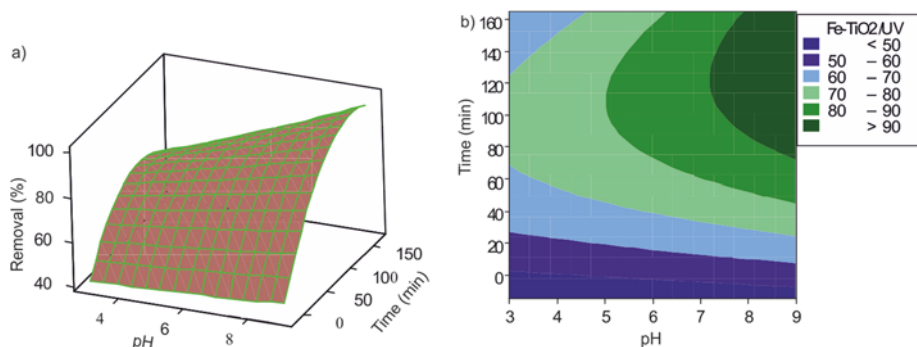 a)
Removal (%)
100
80
60
40
4
6
8
pH
0
50
100
150
Time (min)
b)
Time (min)
160
140
120
100
80
60
40
20
0
3 4 5 6 7 8 9
pH
Fe-TiO2/UV
< 50
50 – 60
60 – 70
70 – 80
80 – 90
> 90